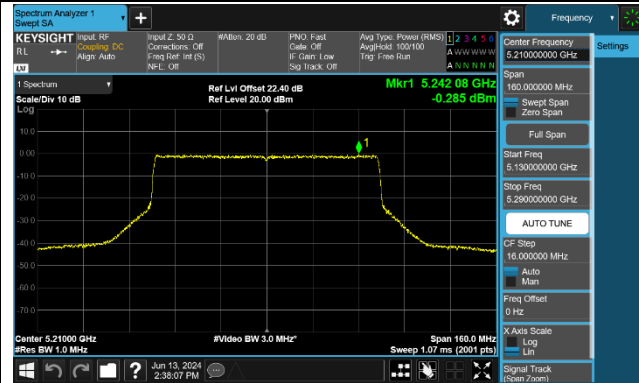 Spectrum Analyzer 1
Swept SA
Frequency
KEYSIGHT
RL
Input: RF
Coupling: DC
Align: Auto
Input Z: 50 Ω
Corrections: Off
Freq Ref: Int (S)
NFE: Off
#Atten: 20 dB
PNO: Fast
Gate: Off
IF Gain: Low
Sig Track: Off
Avg Type: Power (RMS)
Avg|Hold: 100/100
Trig: Free Run
1 2 3 4 5 6
A W W W W W
A N N N N N
LXI
1 Spectrum
Scale/Div 10 dB
Log
Ref Lvl Offset 22.40 dB
Ref Level 20.00 dBm
Mkr1 5.242 08 GHz
-0.285 dBm
1
10.0
0.00
-10.0
-20.0
-30.0
-40.0
-50.0
-60.0
-70.0
Center 5.21000 GHz
#Res BW 1.0 MHz
#Video BW 3.0 MHz*
Span 160.0 MHz
Sweep 1.07 ms (2001 pts)
Jun 13, 2024
2:38:07 PM
Center Frequency
5.210000000 GHz
Settings
Span
160.000000 MHz
Swept Span
Zero Span
Full Span
Start Freq
5.130000000 GHz
Stop Freq
5.290000000 GHz
AUTO TUNE
CF Step
16.000000 MHz
Auto
Man
Freq Offset
0 Hz
X Axis Scale
Log
Lin
Signal Track
(Span Zoom)